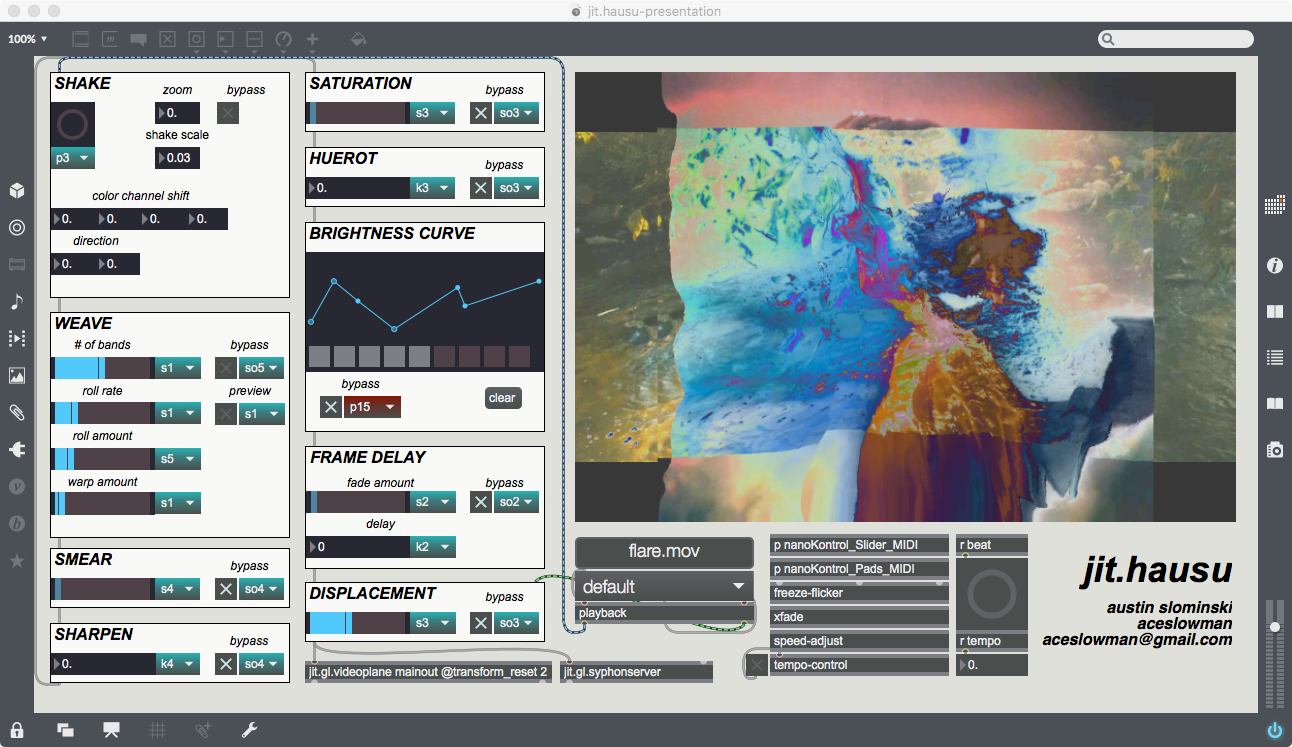 jit.hausu-presentation
100%
SHAKE
zoom
bypass
0.
shake scale
p3
0.03
color channel shift
0. 0. 0. 0.
direction
0. 0.
WEAVE
# of bands
bypass
s1
so5
roll rate
preview
s1
s1
roll amount
s5
warp amount
s1
SMEAR
bypass
s4
so4
SHARPEN
bypass
0.
k4
so4
SATURATION
bypass
s3
so3
HUEROT
bypass
0.
k3
so3
BRIGHTNESS CURVE
bypass
p15
clear
FRAME DELAY
fade amount
bypass
s2
so2
delay
0
k2
DISPLACEMENT
bypass
s3
so3
jit.gl.videoplane mainout @transform_reset 2
jit.gl.syphonserver
flare.mov
default
playback
p nanoKontrol_Slider_MIDI
p nanoKontrol_Pads_MIDI
freeze-flicker
xfade
speed-adjust
tempo-control
r beat
r tempo
0.
jit.hausu
austin slominski
aceslowman
aceslowman@gmail.com